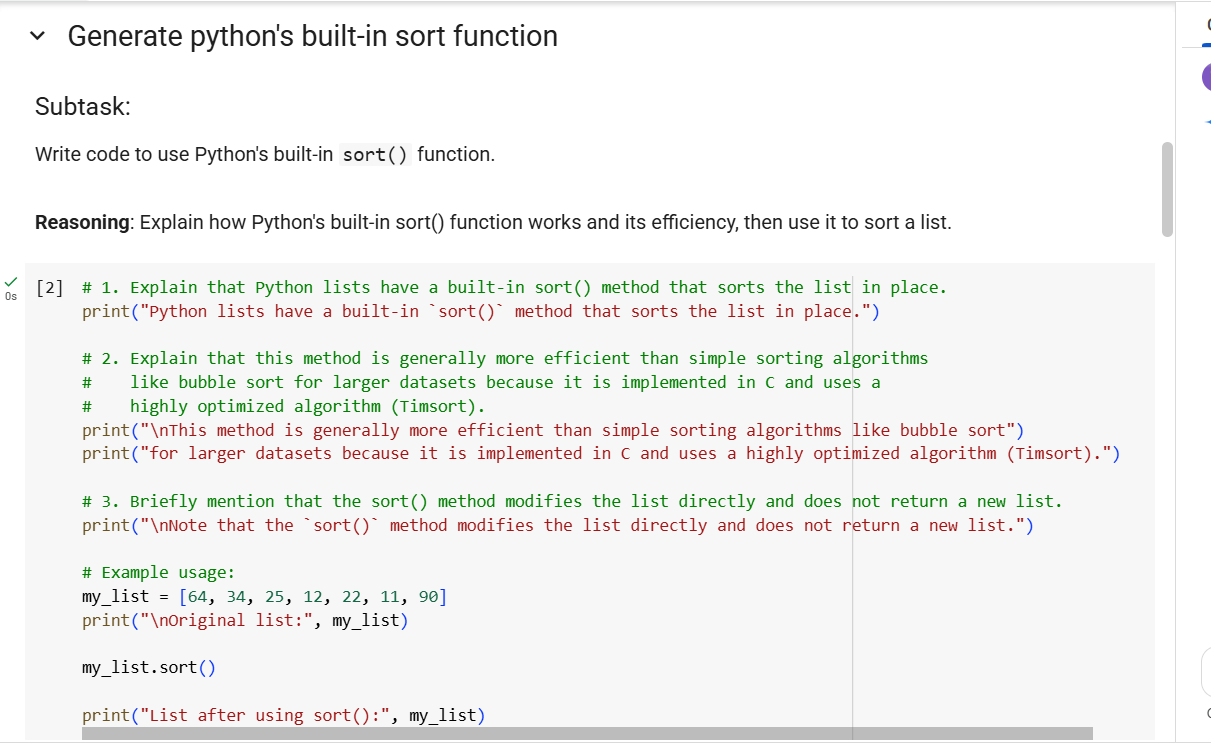 Generate python's built-in sort function
Subtask:
Write code to use Python's built-in sort() function.
Reasoning: Explain how Python's built-in sort() function works and its efficiency, then use it to sort a list.
0s
[2]
# 1. Explain that Python lists have a built-in sort() method that sorts the list in place.
print("Python lists have a built-in `sort()` method that sorts the list in place.")
# 2. Explain that this method is generally more efficient than simple sorting algorithms
#    like bubble sort for larger datasets because it is implemented in C and uses a
#    highly optimized algorithm (Timsort).
print("\nThis method is generally more efficient than simple sorting algorithms like bubble sort")
print("for larger datasets because it is implemented in C and uses a highly optimized algorithm (Timsort).")
# 3. Briefly mention that the sort() method modifies the list directly and does not return a new list.
print("\nNote that the `sort()` method modifies the list directly and does not return a new list.")
# Example usage:
my_list = [64, 34, 25, 12, 22, 11, 90]
print("\nOriginal list:", my_list)
my_list.sort()
print("List after using sort():", my_list)